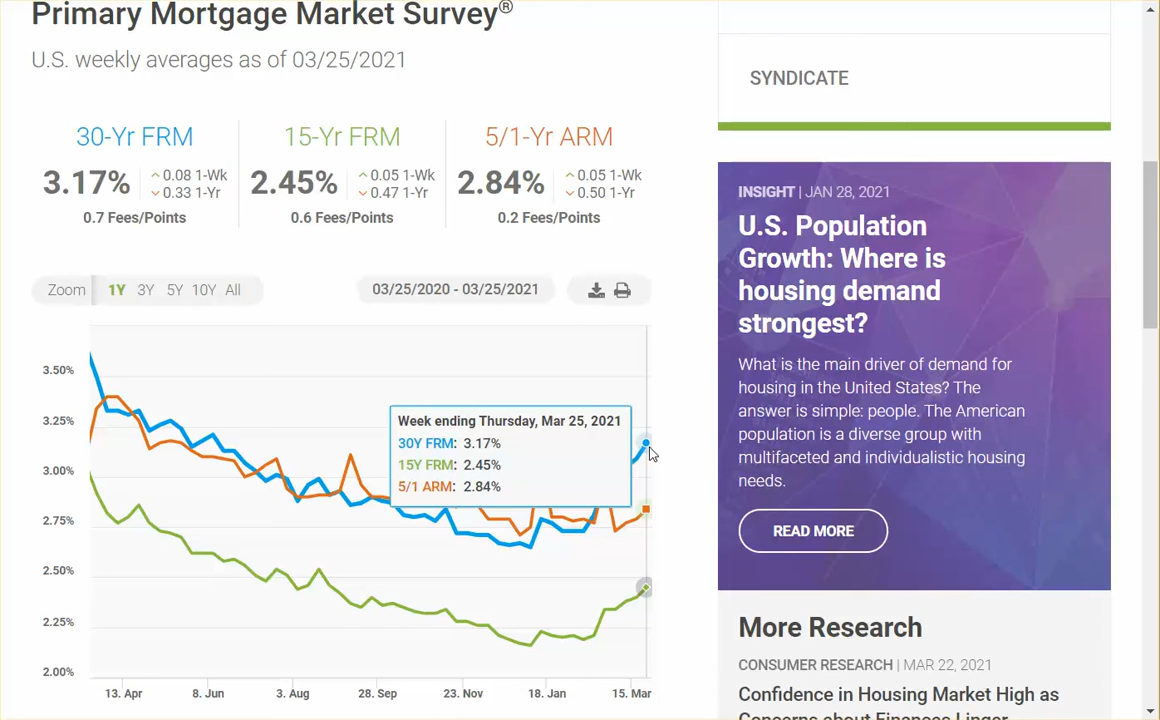 Primary Mortgage Market Survey®
U.S. weekly averages as of 03/25/2021
30-Yr FRM
3.17%
0.08 1-Wk
0.33 1-Yr
0.7 Fees/Points
15-Yr FRM
2.45%
0.05 1-Wk
0.47 1-Yr
0.6 Fees/Points
5/1-Yr ARM
2.84%
0.05 1-Wk
0.50 1-Yr
0.2 Fees/Points
Zoom 1Y 3Y 5Y 10Y All
03/25/2020 - 03/25/2021
3.50%
3.25%
3.00%
2.75%
2.50%
2.25%
2.00%
Week ending Thursday, Mar 25, 2021
30Y FRM: 3.17%
15Y FRM: 2.45%
5/1 ARM: 2.84%
13. Apr 8. Jun 3. Aug 28. Sep 23. Nov 18. Jan 15. Mar
SYNDICATE
INSIGHT | JAN 28, 2021
U.S. Population
Growth: Where is
housing demand
strongest?
What is the main driver of demand for
housing in the United States? The
answer is simple: people. The American
population is a diverse group with
multifaceted and individualistic housing
needs.
READ MORE
More Research
CONSUMER RESEARCH | MAR 22, 2021
Confidence in Housing Market High as
Concerns about Finances Linger